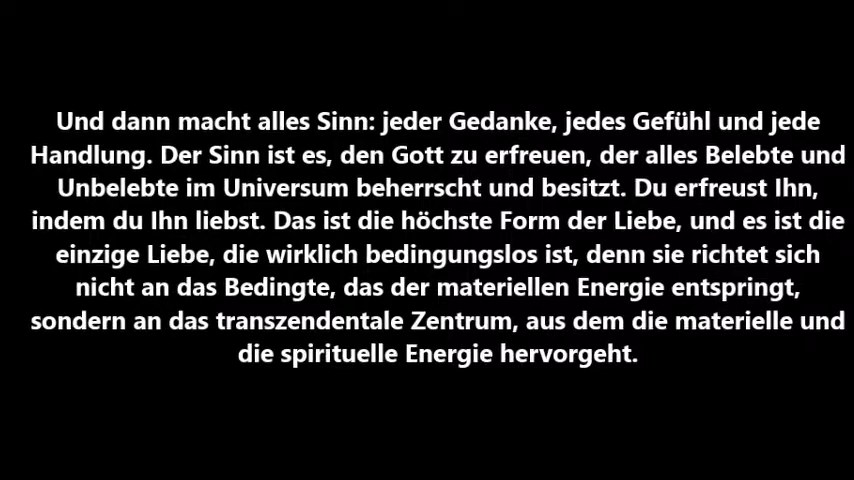 Und dann macht alles Sinn: jeder Gedanke, jedes Gefühl und jede
Handlung. Der Sinn ist es, den Gott zu erfreuen, der alles Belebte und
Unbelebte im Universum beherrscht und besitzt. Du erfreust Ihn,
indem du Ihn liebst. Das ist die höchste Form der Liebe, und es ist die
einzige Liebe, die wirklich bedingungslos ist, denn sie richtet sich
nicht an das Bedingte, das der materiellen Energie entspringt,
sondern an das transzendentale Zentrum, aus dem die materielle und
die spirituelle Energie hervorgeht.